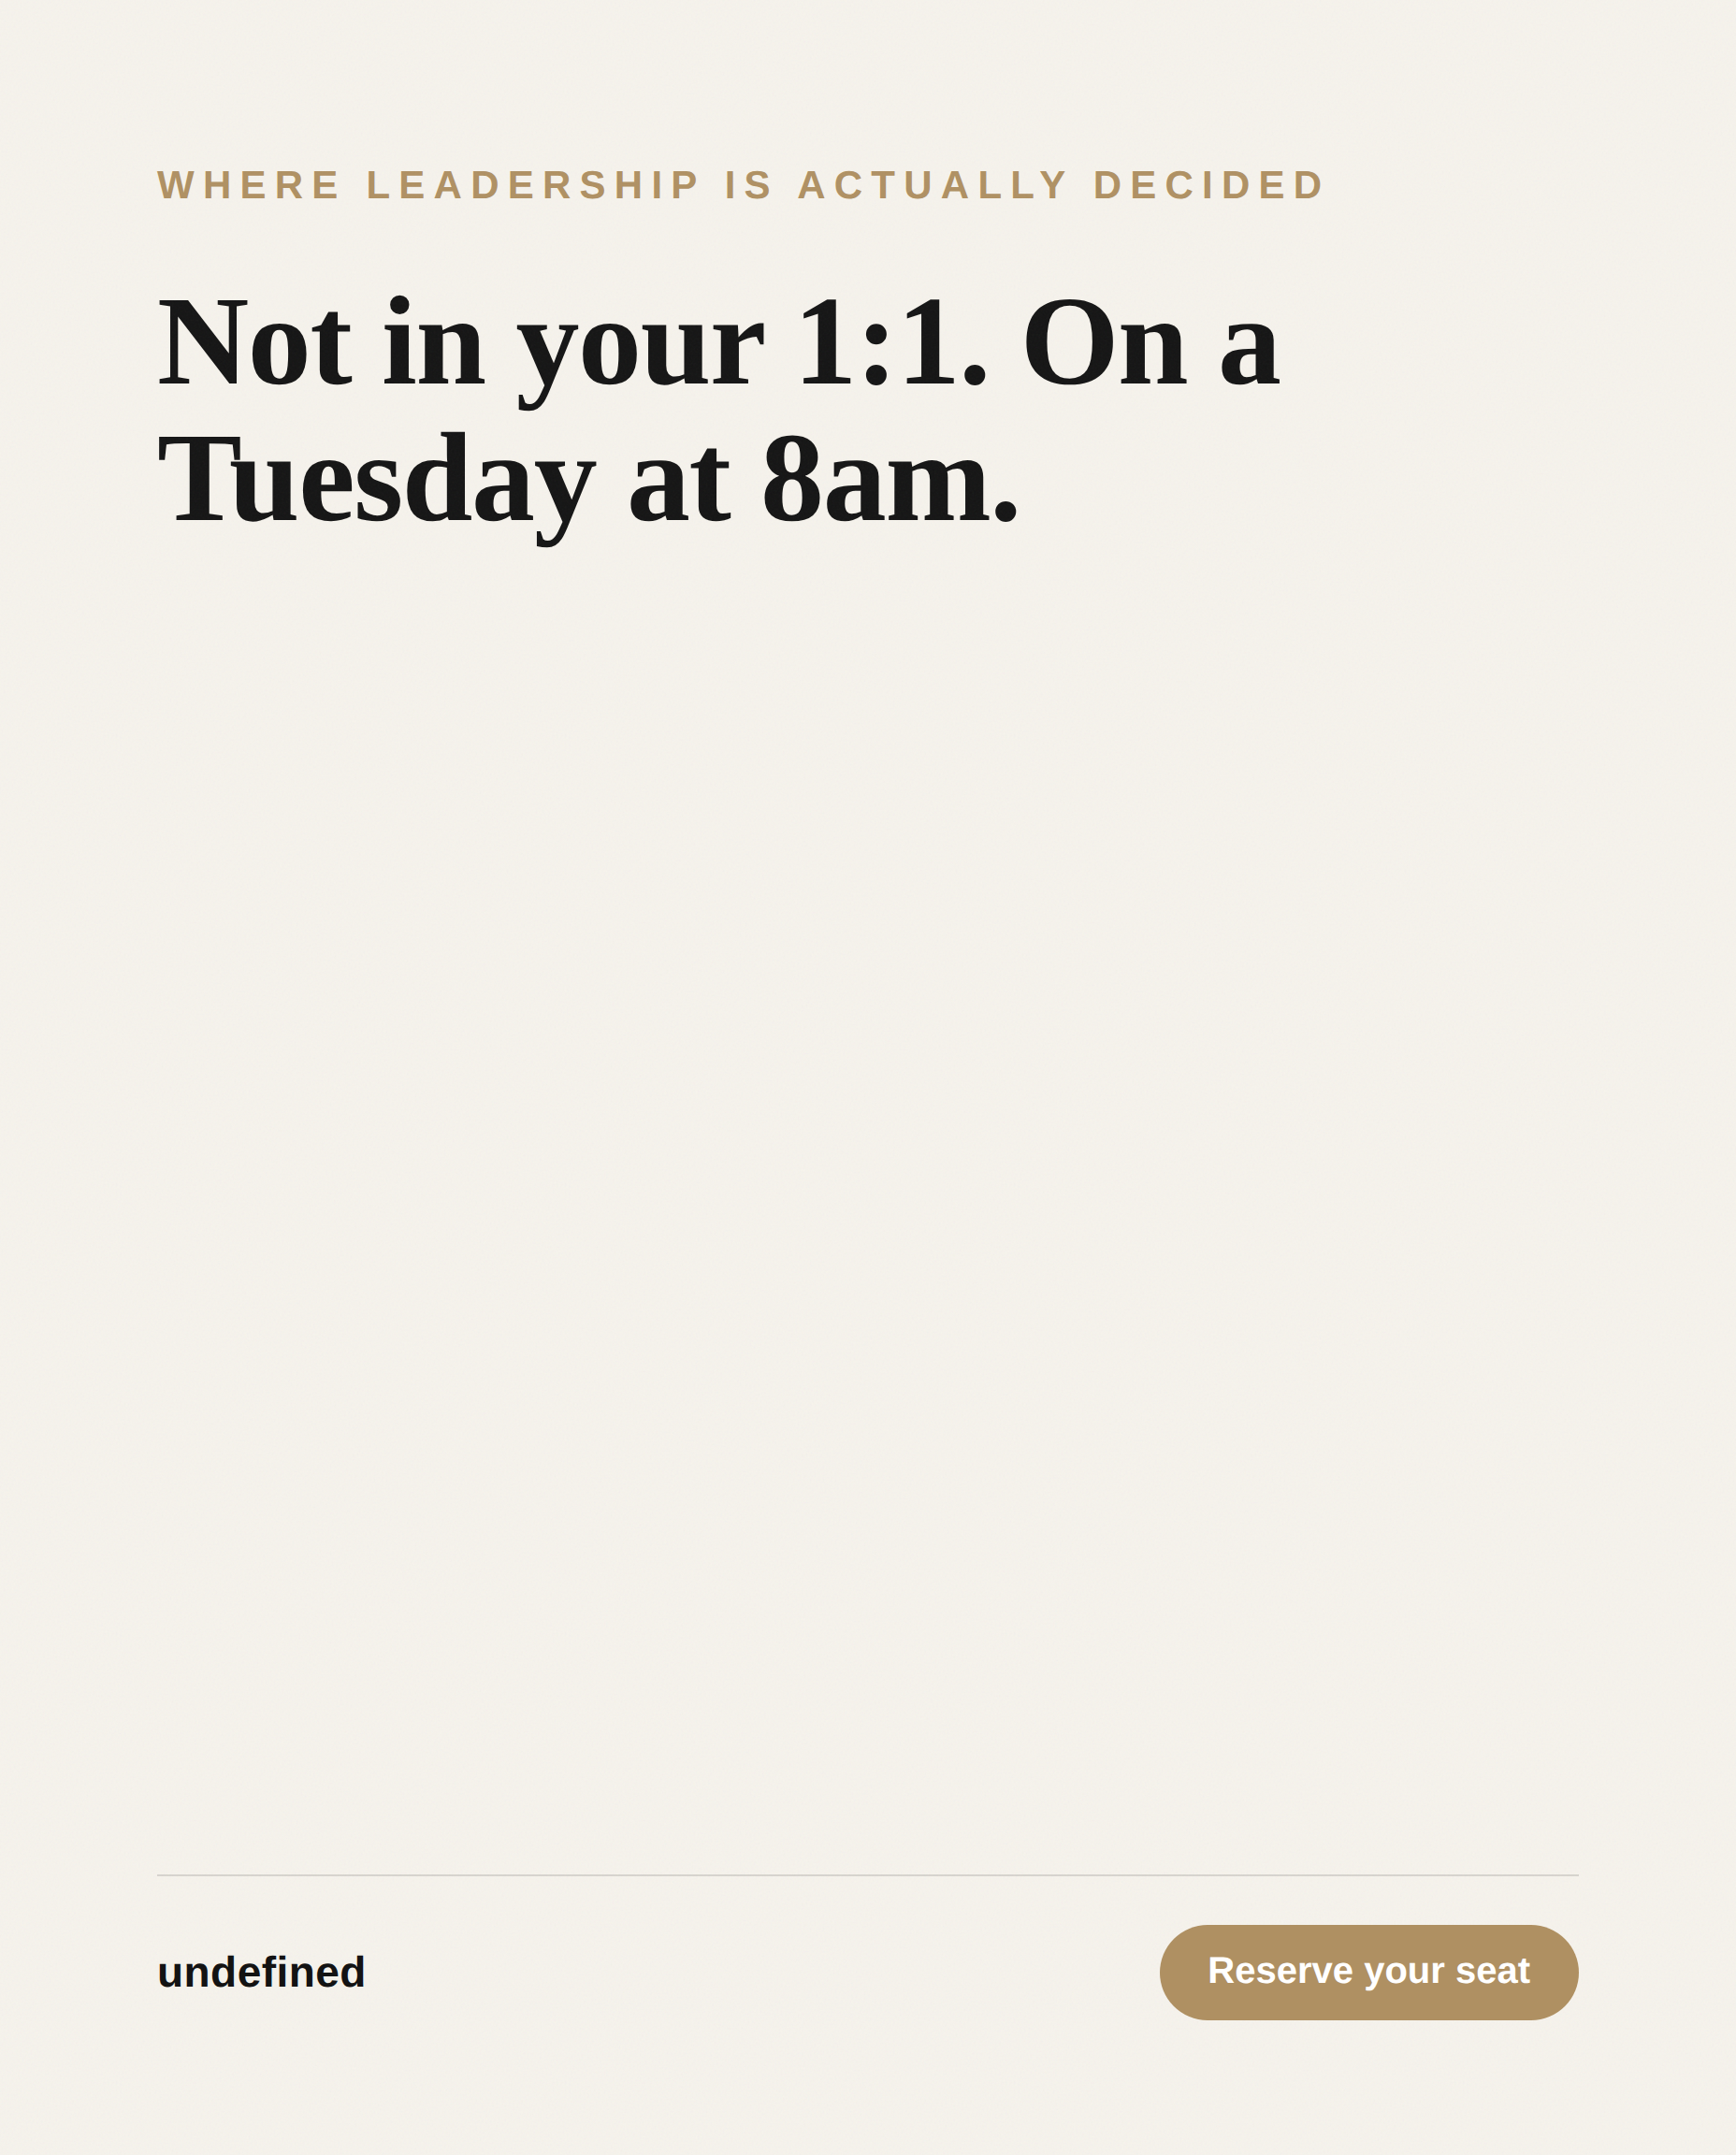 WHERE LEADERSHIP IS ACTUALLY DECIDED
Not in your 1:1. On a
Tuesday at 8am.
undefined
Reserve your seat